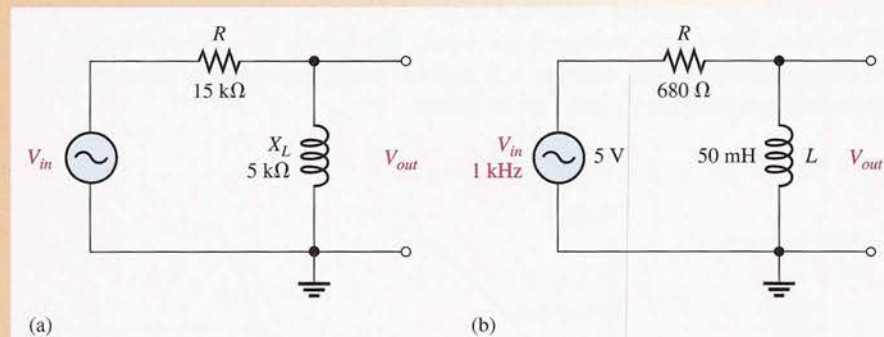 R
15 kΩ
V_in
X_L
5 kΩ
V_out
(a)
R
680 Ω
V_in
1 kHz
5 V
50 mH
L
V_out
(b)